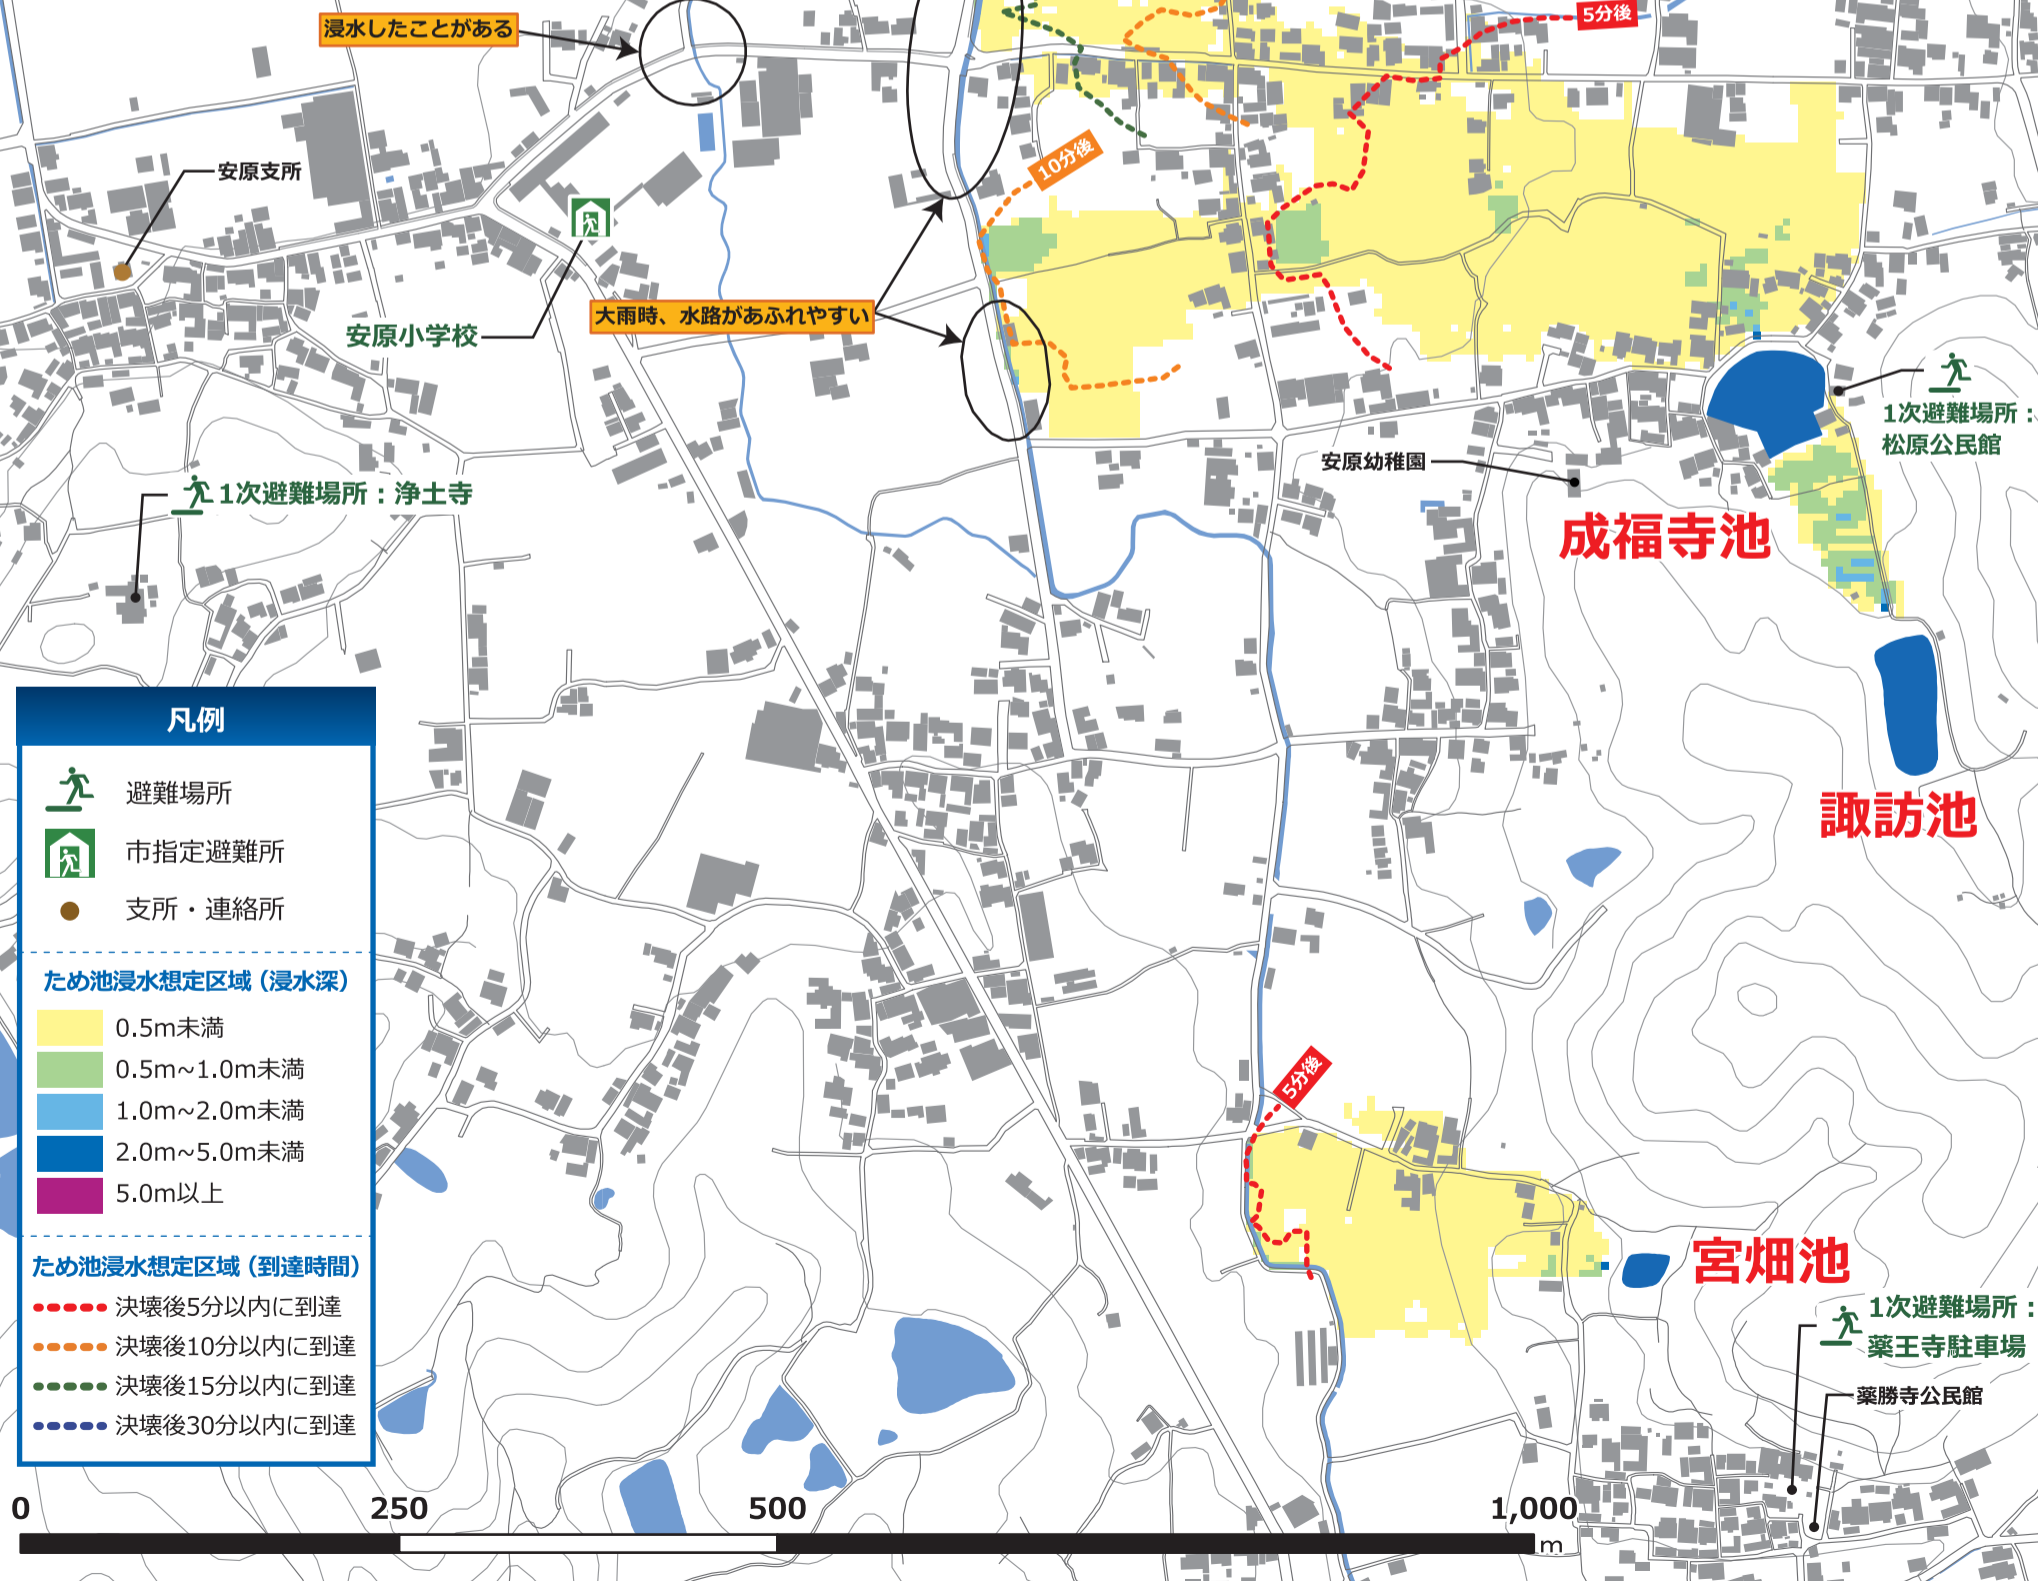 浸水したことがある
5分後
10分後
安原支所
安原小学校
大雨時、水路があふれやすい
1次避難場所：
松原公民館
安原幼稚園
成福寺池
1次避難場所：浄土寺
諏訪池
凡例
避難場所
市指定避難所
支所・連絡所
ため池浸水想定区域（浸水深）
0.5m未満
0.5m~1.0m未満
1.0m~2.0m未満
2.0m~5.0m未満
5.0m以上
ため池浸水想定区域（到達時間）
決壊後5分以内に到達
決壊後10分以内に到達
決壊後15分以内に到達
決壊後30分以内に到達
5分後
宮畑池
1次避難場所：
薬王寺駐車場
薬勝寺公民館
0 250 500 1,000
m